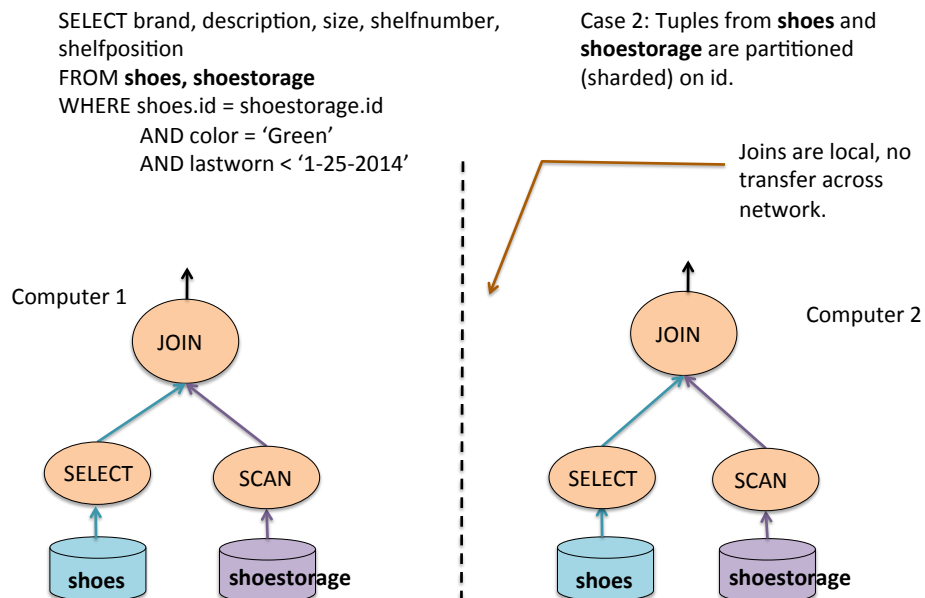 SELECT brand, description, size, shelfnumber,
shelfposition
FROM shoes, shoestorage
WHERE shoes.id = shoestorage.id
AND color = ‘Green’
AND lastworn < ‘1-25-2014’
Case 2: Tuples from shoes and
shoestorage are partitioned
(sharded) on id.
Joins are local, no
transfer across
network.
Computer 1
JOIN
SELECT
SCAN
shoes
shoestorage
Computer 2
JOIN
SELECT
SCAN
shoes
shoestorage